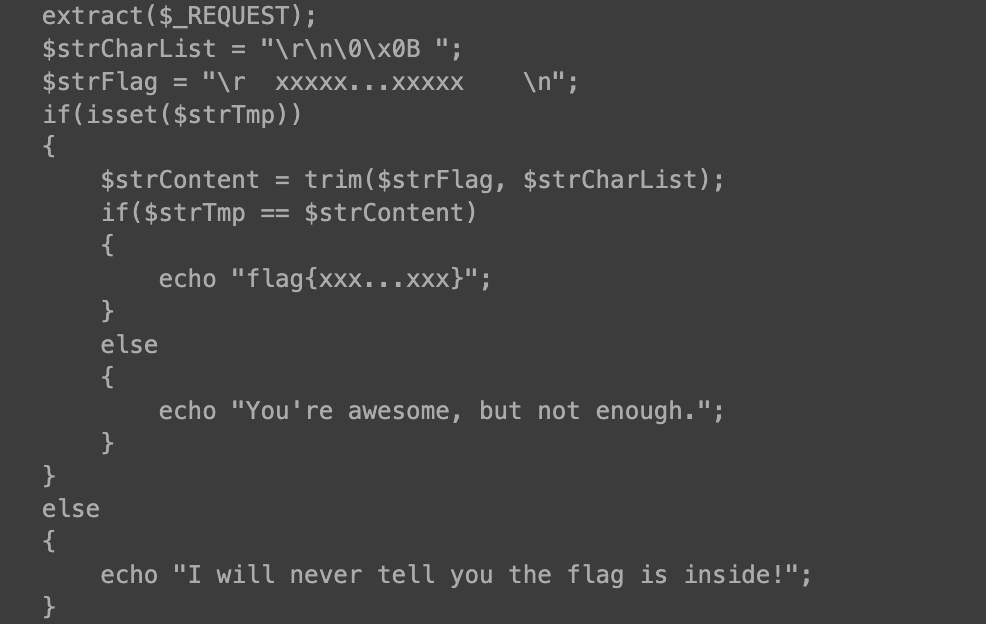 extract($_REQUEST);
$strCharList = "\r\n\0\x0B ";
$strFlag = "\r  xxxxx...xxxxx    \n";
if(isset($strTmp))
{
    $strContent = trim($strFlag, $strCharList);
    if($strTmp == $strContent)
    {
        echo "flag{xxx...xxx}";
    }
    else
    {
        echo "You're awesome, but not enough.";
    }
}
else
{
    echo "I will never tell you the flag is inside!";
}